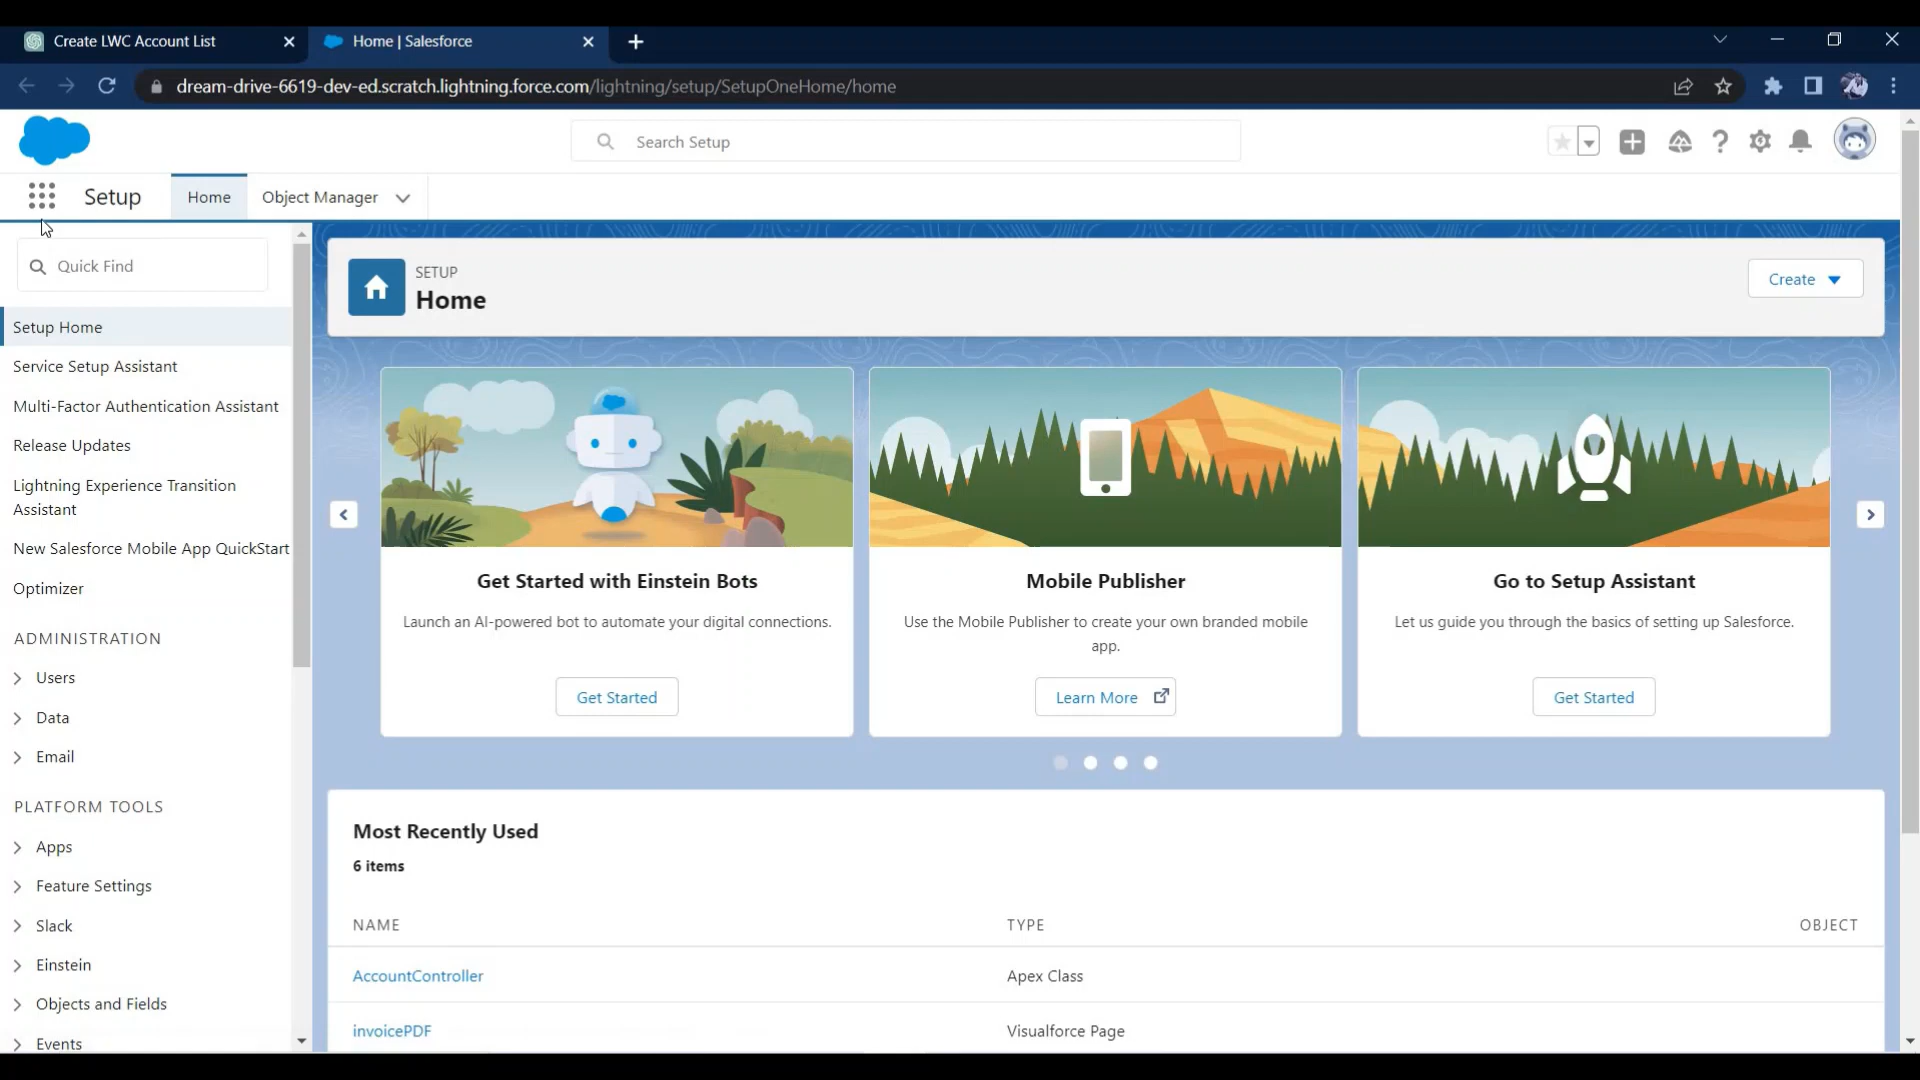 Create LWC Account List
Home | Salesforce
dream-drive-6619-dev-ed.scratch.lightning.force.com/lightning/setup/SetupOneHome/home
Search Setup
Setup
Home
Object Manager
Quick Find
Setup Home
Service Setup Assistant
Multi-Factor Authentication Assistant
Release Updates
Lightning Experience Transition
Assistant
New Salesforce Mobile App QuickStart
Optimizer
ADMINISTRATION
Users
Data
Email
PLATFORM TOOLS
Apps
Feature Settings
Slack
Einstein
Objects and Fields
Events
SETUP
Home
Create
Get Started with Einstein Bots
Launch an AI-powered bot to automate your digital connections.
Get Started
Mobile Publisher
Use the Mobile Publisher to create your own branded mobile
app.
Learn More
Go to Setup Assistant
Let us guide you through the basics of setting up Salesforce.
Get Started
Most Recently Used
6 items
NAME
TYPE
OBJECT
AccountController
Apex Class
invoicePDF
Visualforce Page